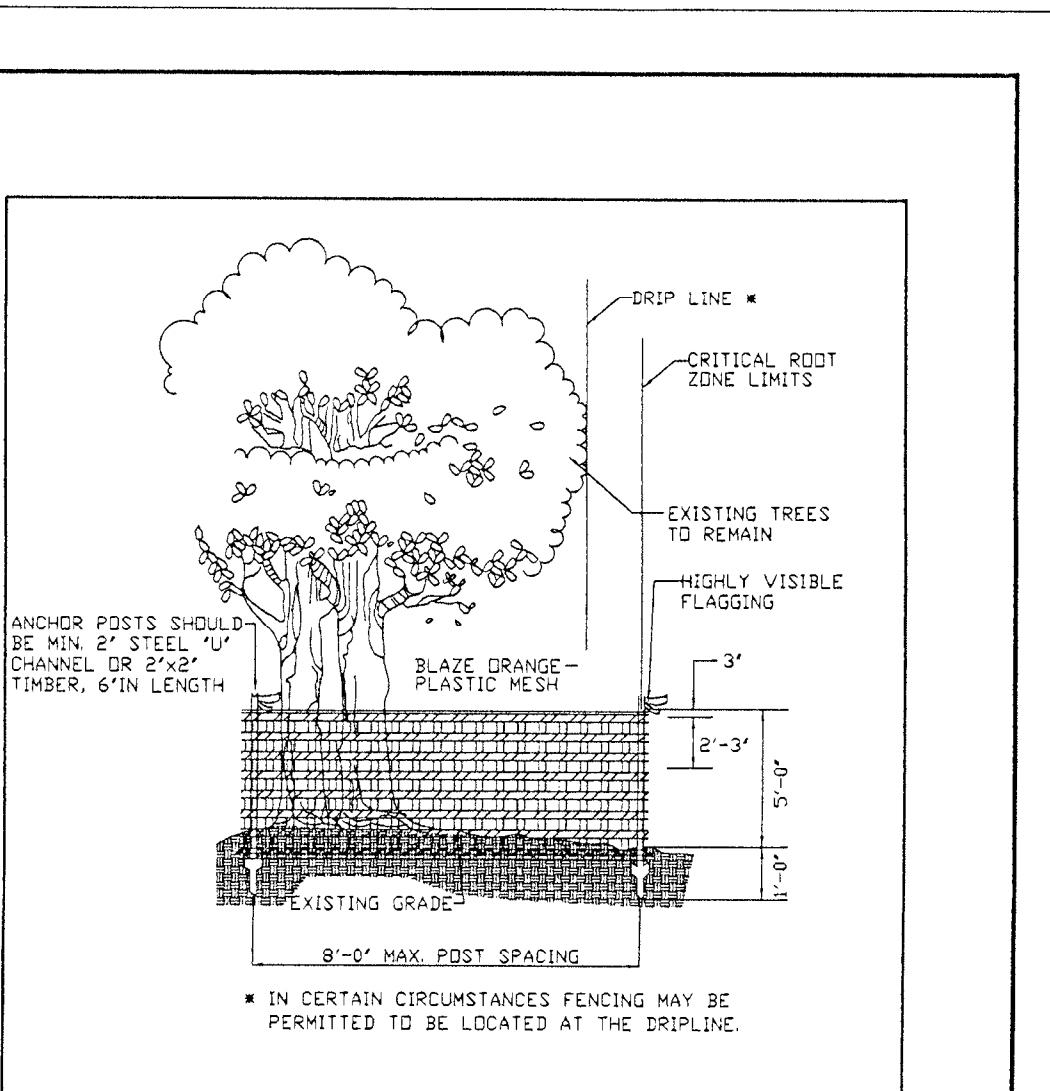 DRIP LINE *
CRITICAL ROOT
ZONE LIMITS
EXISTING TREES
TO REMAIN
HIGHLY VISIBLE
FLAGGING
ANCHOR POSTS SHOULD
BE MIN. 2" STEEL "U"
CHANNEL OR 2"x2"
TIMBER, 6'IN LENGTH
BLAZE ORANGE
PLASTIC MESH
3"
2'-3"
5'-0"
1'-0"
EXISTING GRADE
8'-0" MAX. POST SPACING
* IN CERTAIN CIRCUMSTANCES FENCING MAY BE
PERMITTED TO BE LOCATED AT THE DRIPLINE.